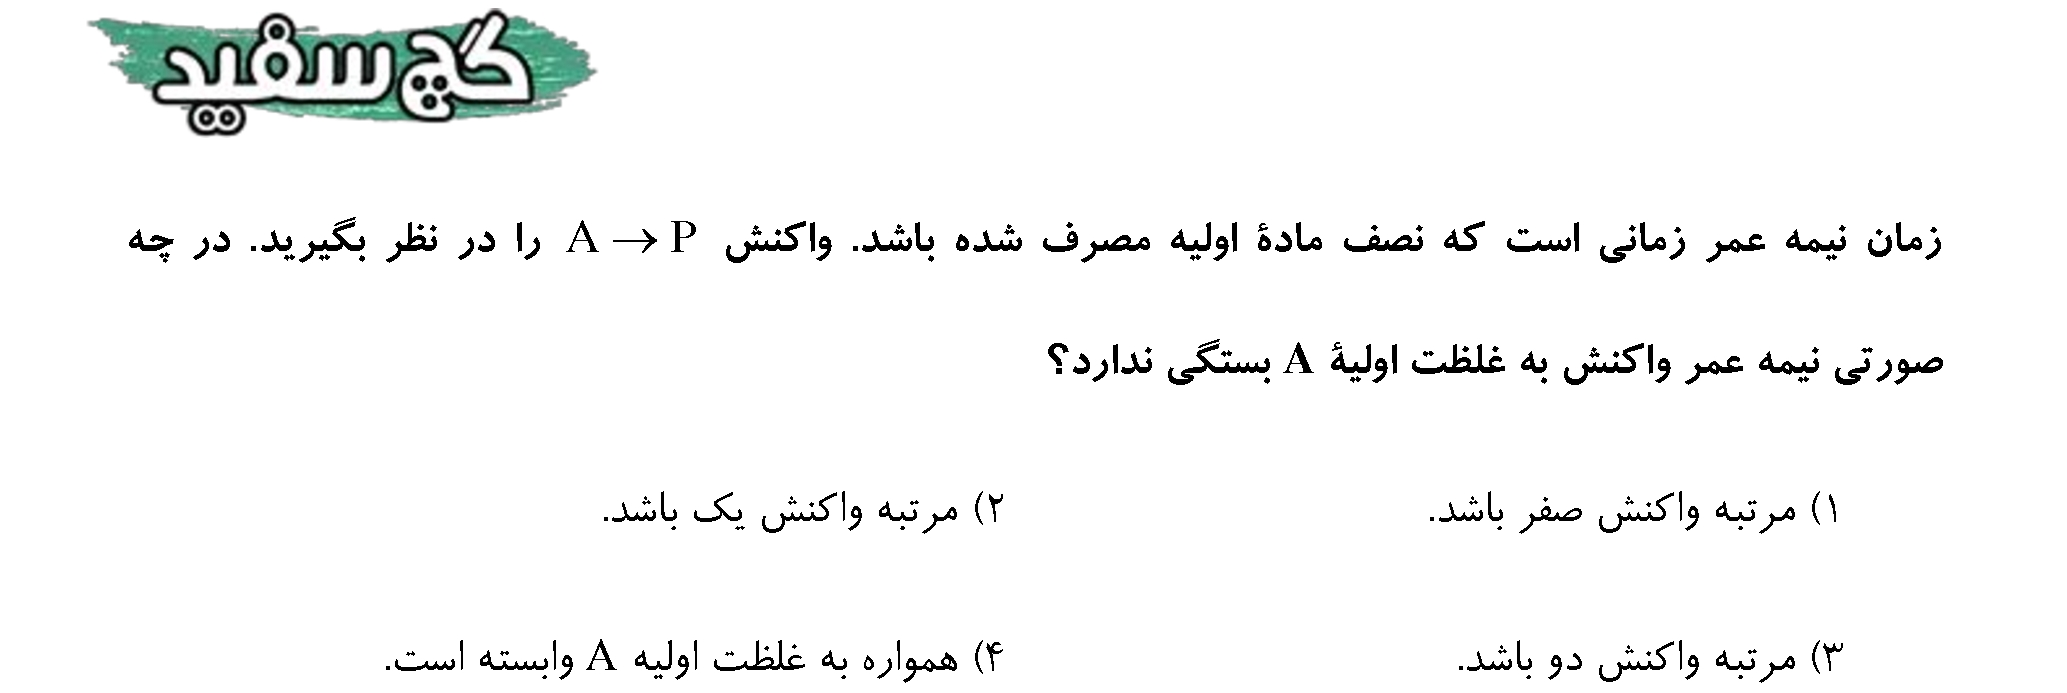 گچ سفید
زمان نیمه عمر زمانی است که نصف مادهٔ اولیه مصرف شده باشد. واکنش A → P را در نظر بگیرید. در چه
صورتی نیمه عمر واکنش به غلظت اولیهٔ A بستگی ندارد؟
۱) مرتبه واکنش صفر باشد. ۲) مرتبه واکنش یک باشد.
۳) مرتبه واکنش دو باشد. ۴) همواره به غلظت اولیه A وابسته است.